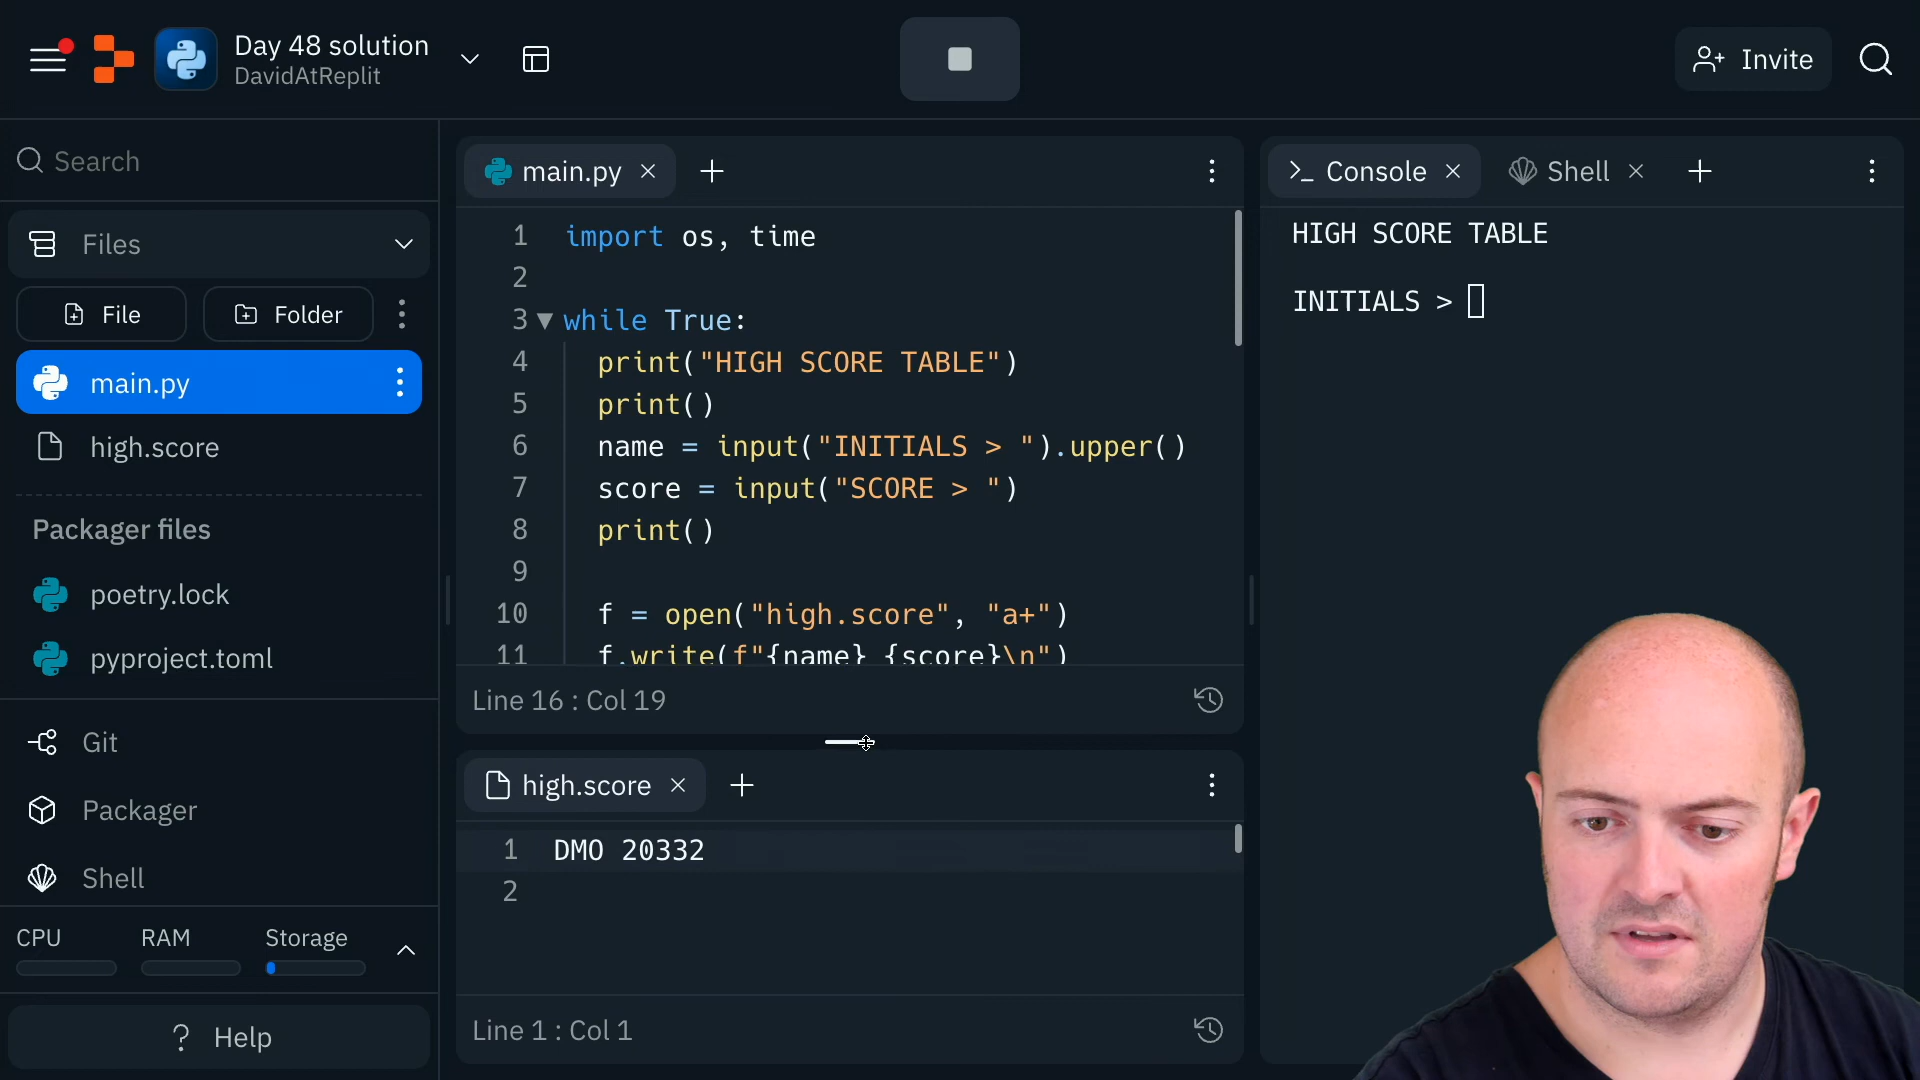 Day 48 solution
DavidAtReplit
Invite
Search
Files
File
Folder
main.py
high.score
Packager files
poetry.lock
pyproject.toml
Git
Packager
Shell
CPU
RAM
Storage
? Help
main.py
1 import os, time
2
3 while True:
4 print("HIGH SCORE TABLE")
5 print()
6 name = input("INITIALS > ").upper()
7 score = input("SCORE > ")
8 print()
9
10 f = open("high.score", "a+")
11 f.write(f"{name} {score}\n")
Line 16 : Col 19
high.score
1 DMO 20332
2
Line 1 : Col 1
Console
Shell
HIGH SCORE TABLE
INITIALS >